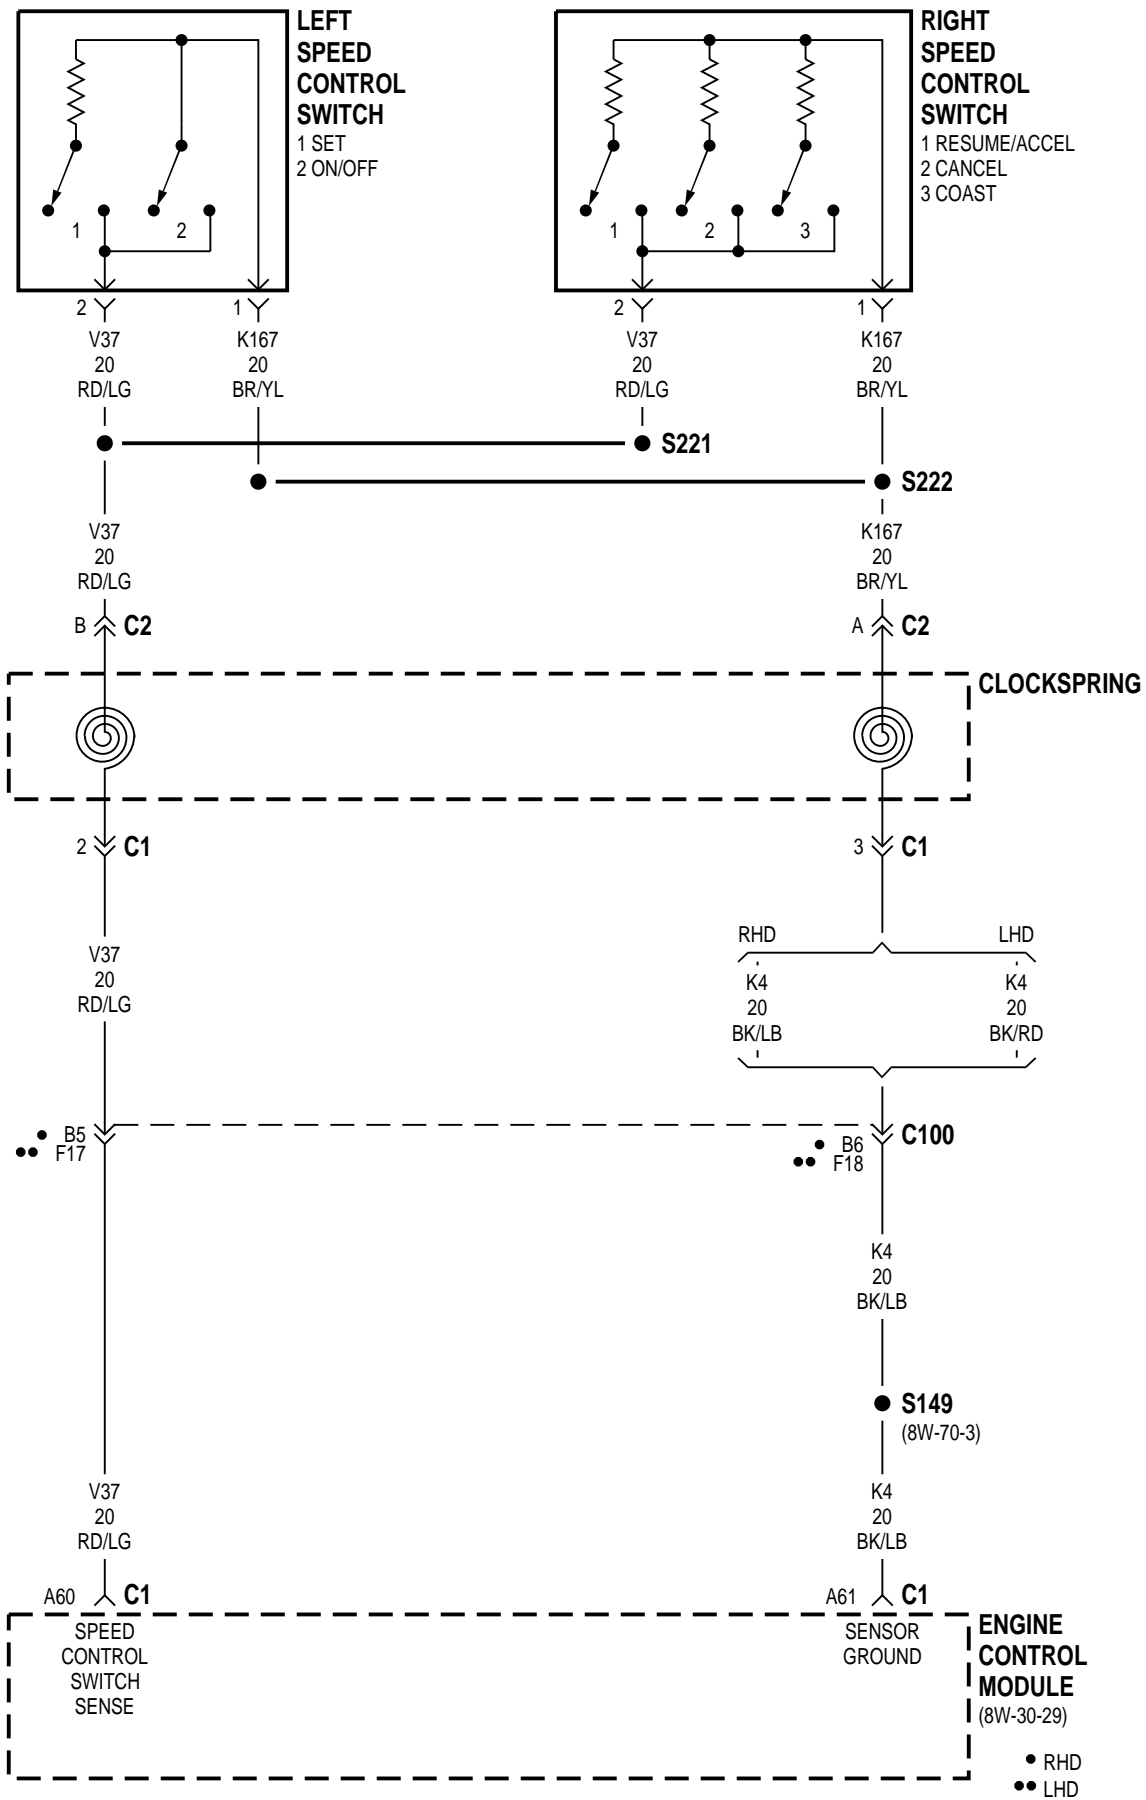 LEFT
SPEED
CONTROL
SWITCH
1 SET
2 ON/OFF
RIGHT
SPEED
CONTROL
SWITCH
1 RESUME/ACCEL
2 CANCEL
3 COAST
1
2
1
2
3
2
1
2
1
V37
20
RD/LG
K167
20
BR/YL
V37
20
RD/LG
K167
20
BR/YL
S221
S222
V37
20
RD/LG
K167
20
BR/YL
B
C2
A
C2
CLOCKSPRING
2
C1
3
C1
RHD
LHD
V37
20
RD/LG
K4
20
BK/LB
K4
20
BK/RD
B5
F17
B6
F18
C100
K4
20
BK/LB
S149
(8W-70-3)
V37
20
RD/LG
K4
20
BK/LB
A60
C1
A61
C1
SPEED
CONTROL
SWITCH
SENSE
SENSOR
GROUND
ENGINE
CONTROL
MODULE
(8W-30-29)
• RHD
•• LHD